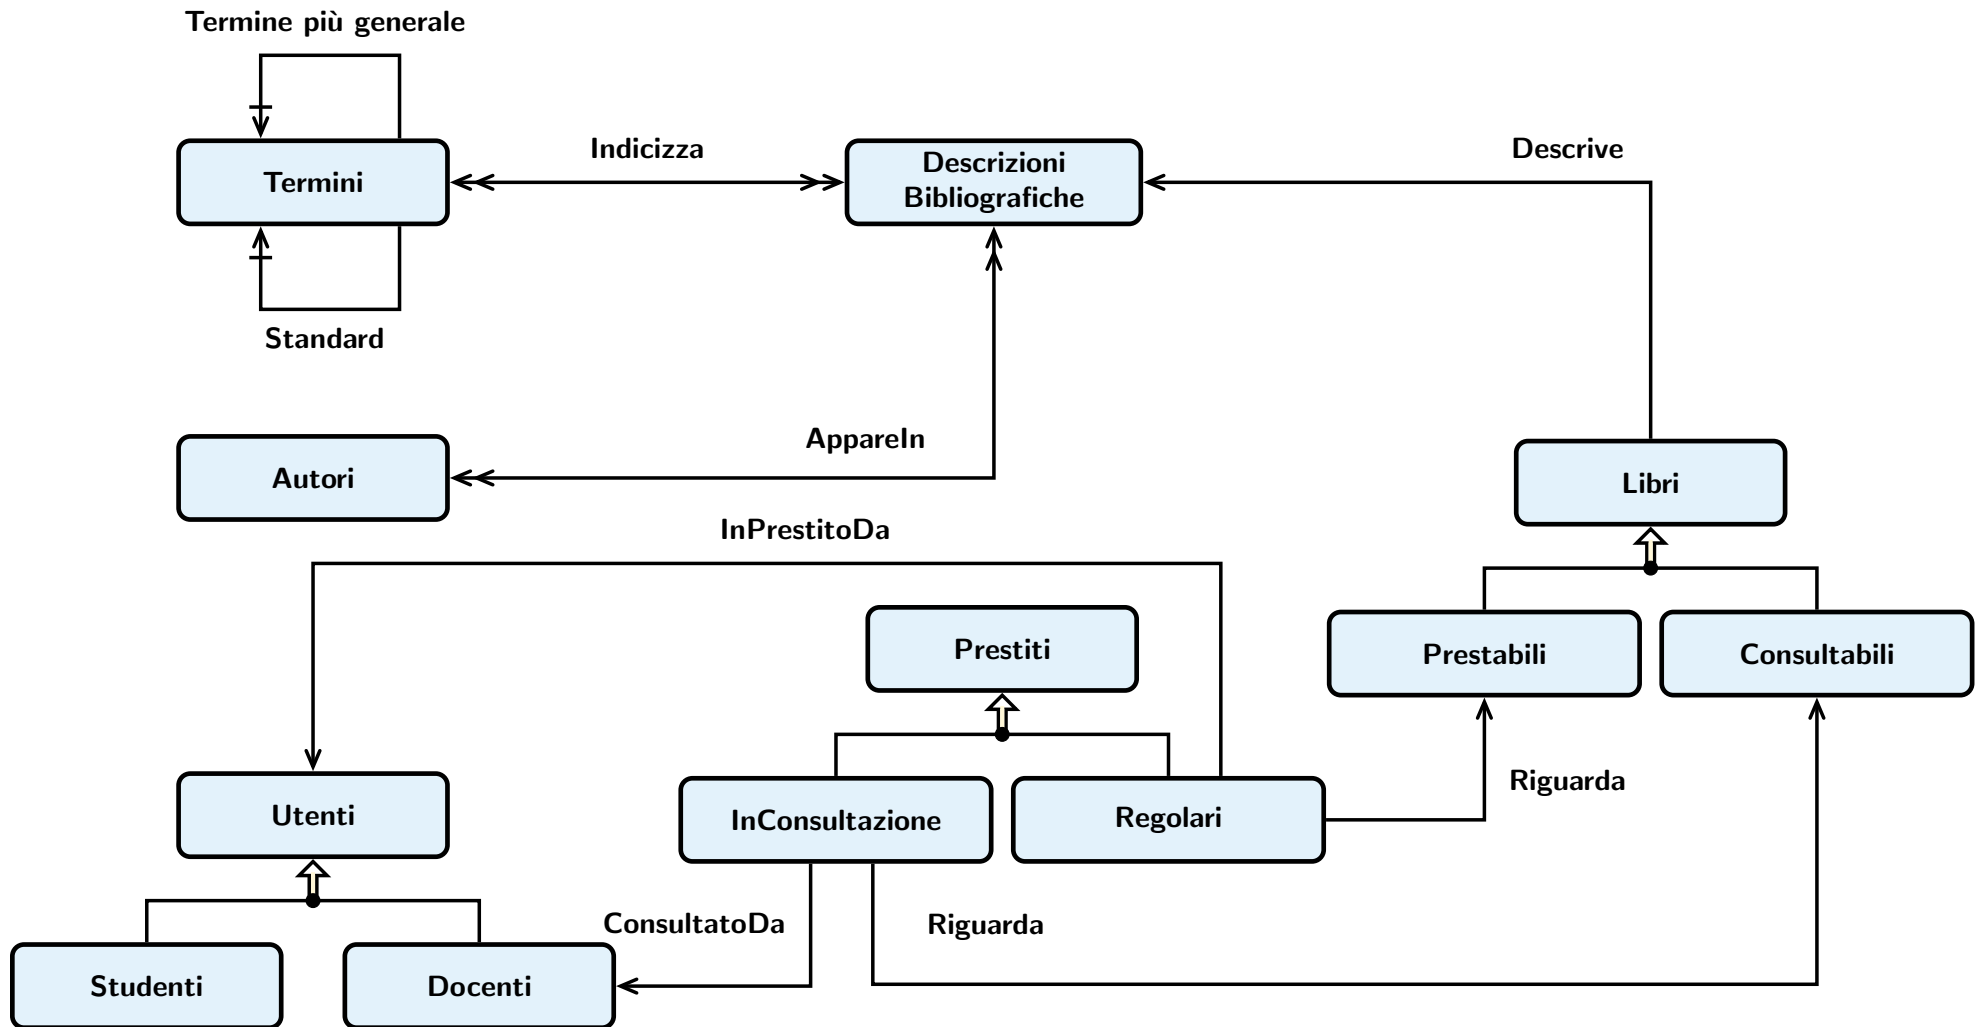 Termine più generale
Indicizza
Descrizioni
Bibliografiche
Descrive
Termini
Standard
AppareIn
Autori
Libri
InPrestitoDa
Prestiti
Prestabili
Consultabili
Riguarda
Utenti
InConsultazione
Regolari
ConsultatoDa
Riguarda
Studenti
Docenti